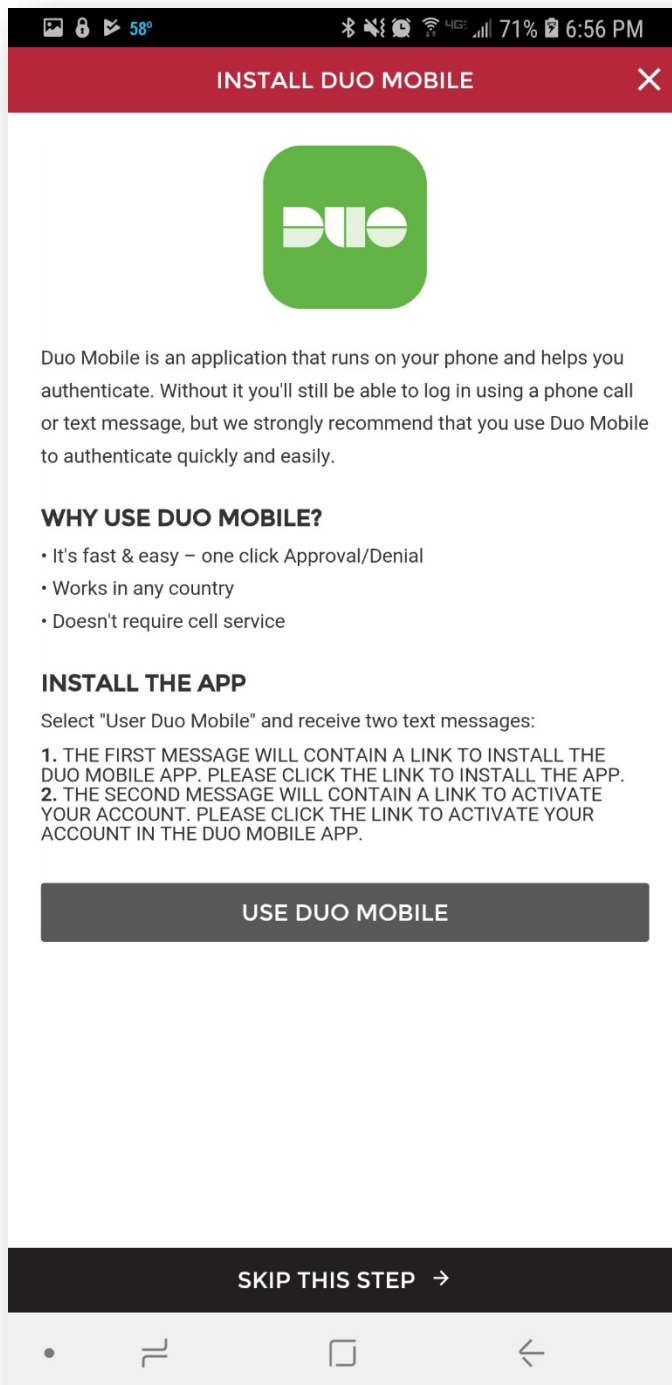 58° 4G 71% 6:56 PM
INSTALL DUO MOBILE
DUO
Duo Mobile is an application that runs on your phone and helps you
authenticate. Without it you'll still be able to log in using a phone call
or text message, but we strongly recommend that you use Duo Mobile
to authenticate quickly and easily.
WHY USE DUO MOBILE?
• It's fast & easy – one click Approval/Denial
• Works in any country
• Doesn't require cell service
INSTALL THE APP
Select "User Duo Mobile" and receive two text messages:
1. THE FIRST MESSAGE WILL CONTAIN A LINK TO INSTALL THE
DUO MOBILE APP. PLEASE CLICK THE LINK TO INSTALL THE APP.
2. THE SECOND MESSAGE WILL CONTAIN A LINK TO ACTIVATE
YOUR ACCOUNT. PLEASE CLICK THE LINK TO ACTIVATE YOUR
ACCOUNT IN THE DUO MOBILE APP.
USE DUO MOBILE
SKIP THIS STEP →